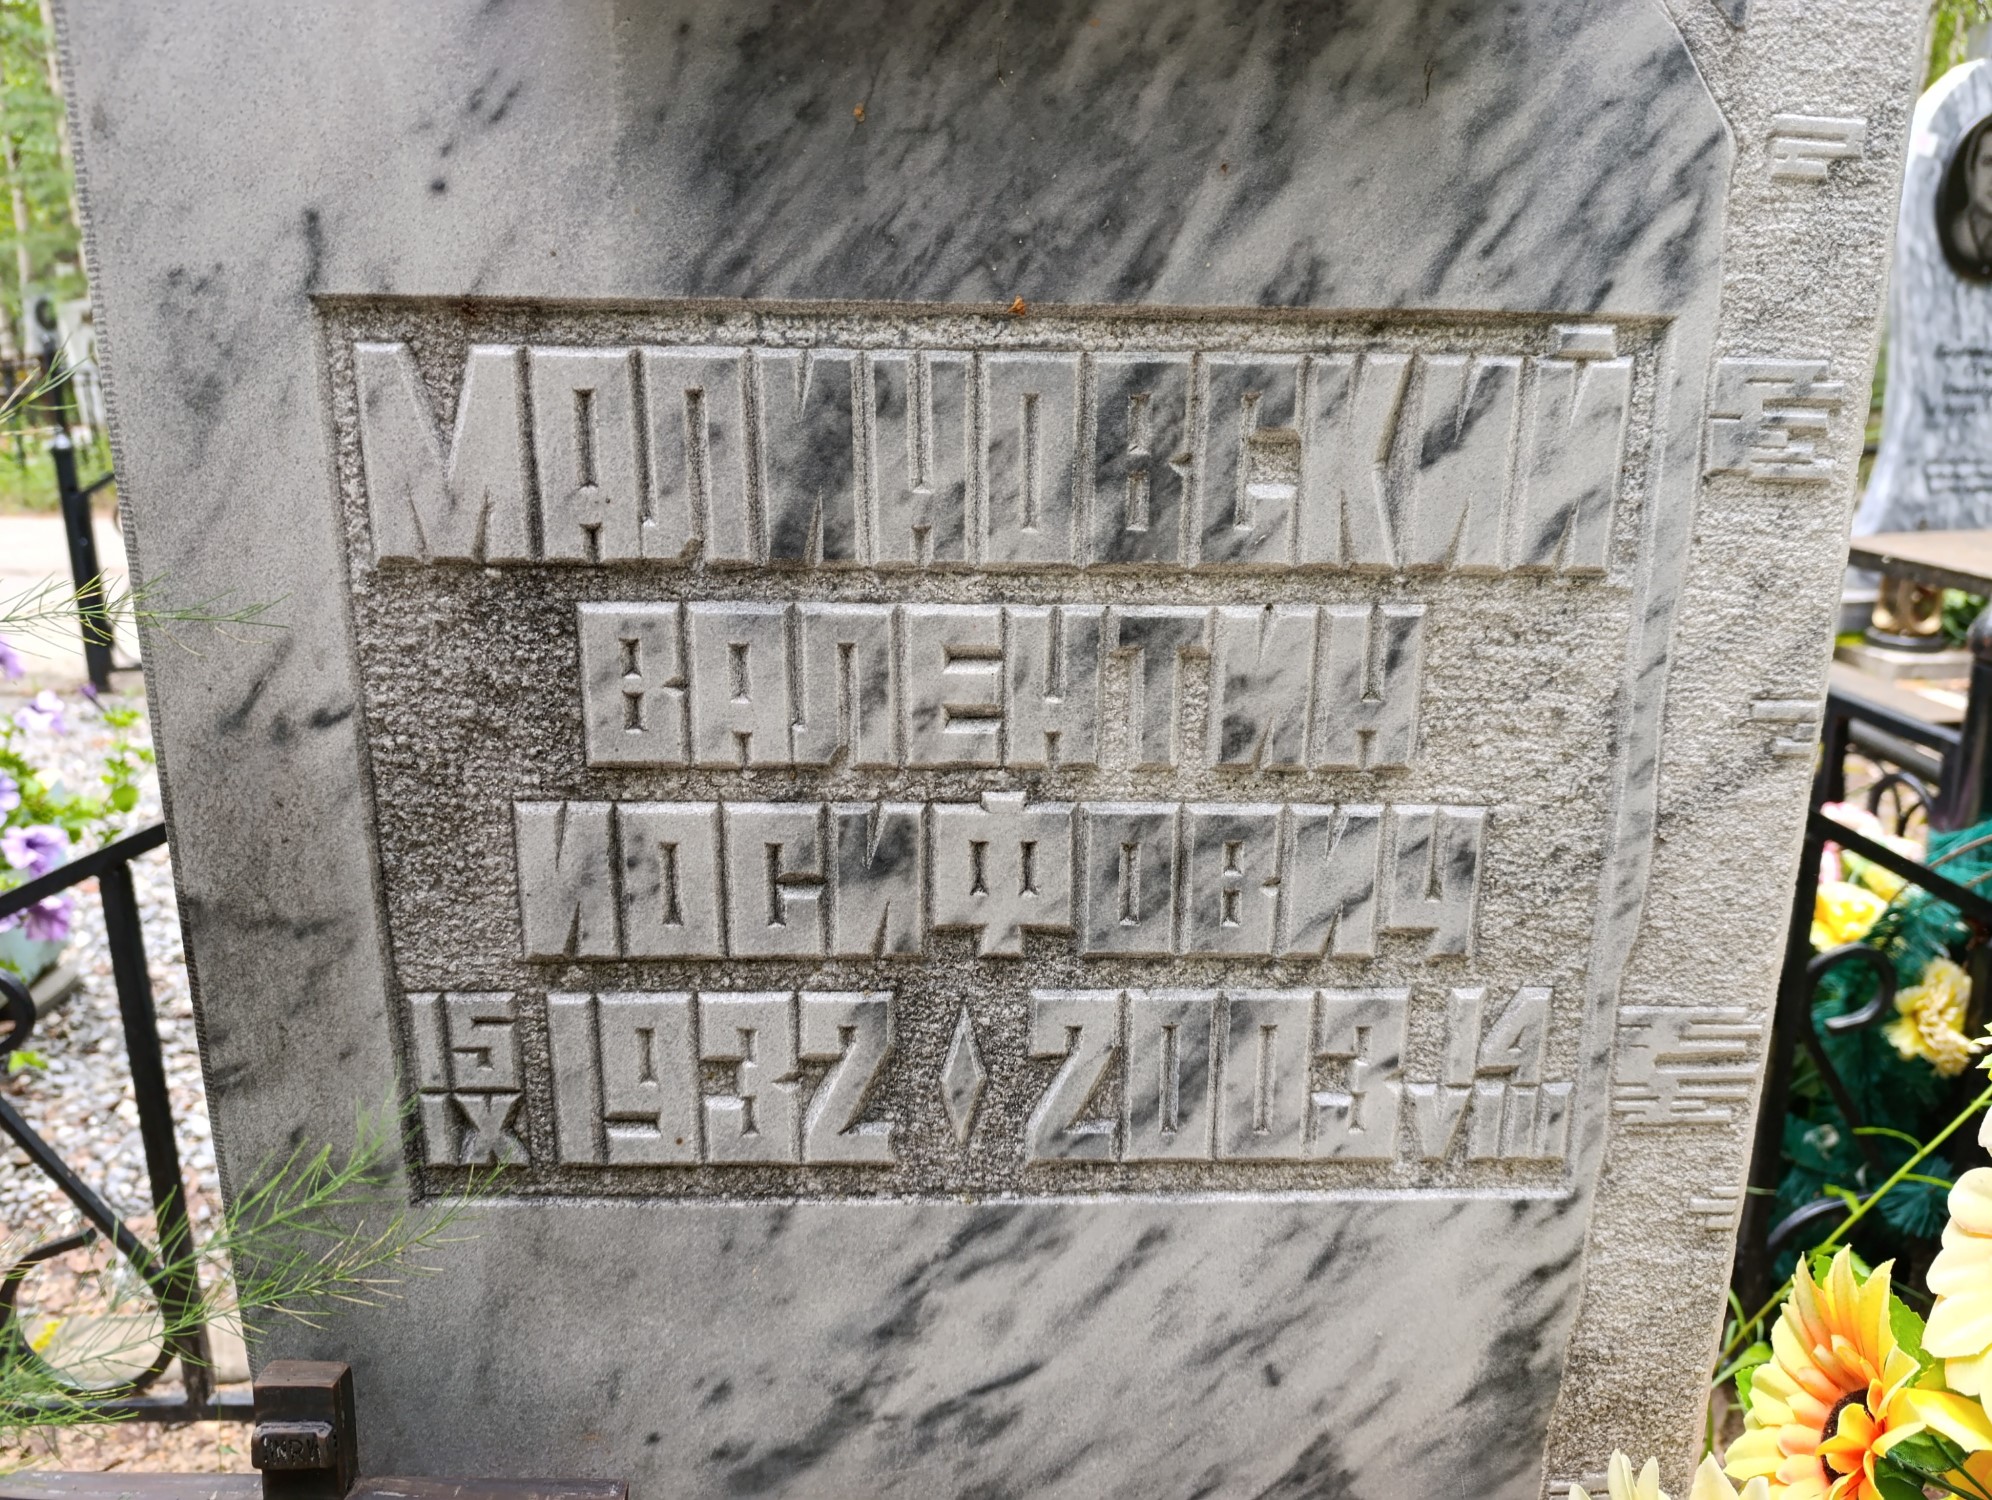 МАЛИНОВСКИЙ
ВАЛЕНТИН
ИОСИФОВИЧ
15 IX 1932 2003 14 VIII